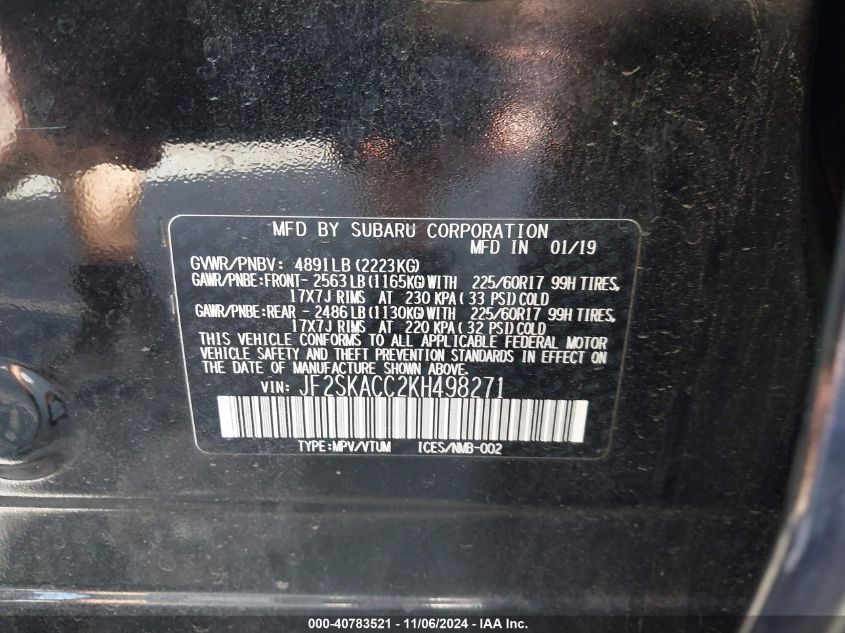 MFD BY SUBARU CORPORATION
MFD IN 01/19
GVWR/PNBV: 4891LB(2223KG)
GAWR/PNBE:FRONT- 2563LB(1165KG)WITH 225/60R17 99H TIRES,
17X7J RIMS AT 230 KPA( 33 PSI)COLD
GAWR/PNBE:REAR - 2486LB(1130KG)WITH 225/60R17 99H TIRES,
17X7J RIMS AT 220 KPA( 32 PSI)COLD
THIS VEHICLE CONFORMS TO ALL APPLICABLE FEDERAL MOTOR
VEHICLE SAFETY AND THEFT PREVENTION STANDARDS IN EFFECT ON
THE DATE OF MANUFACTURE SHOWN ABOVE.
VIN: JF2SKACC2KH498271
TYPE:MPV/VTUM ICES/NMB-002
000-40783521 - 11/06/2024 - IAA Inc.